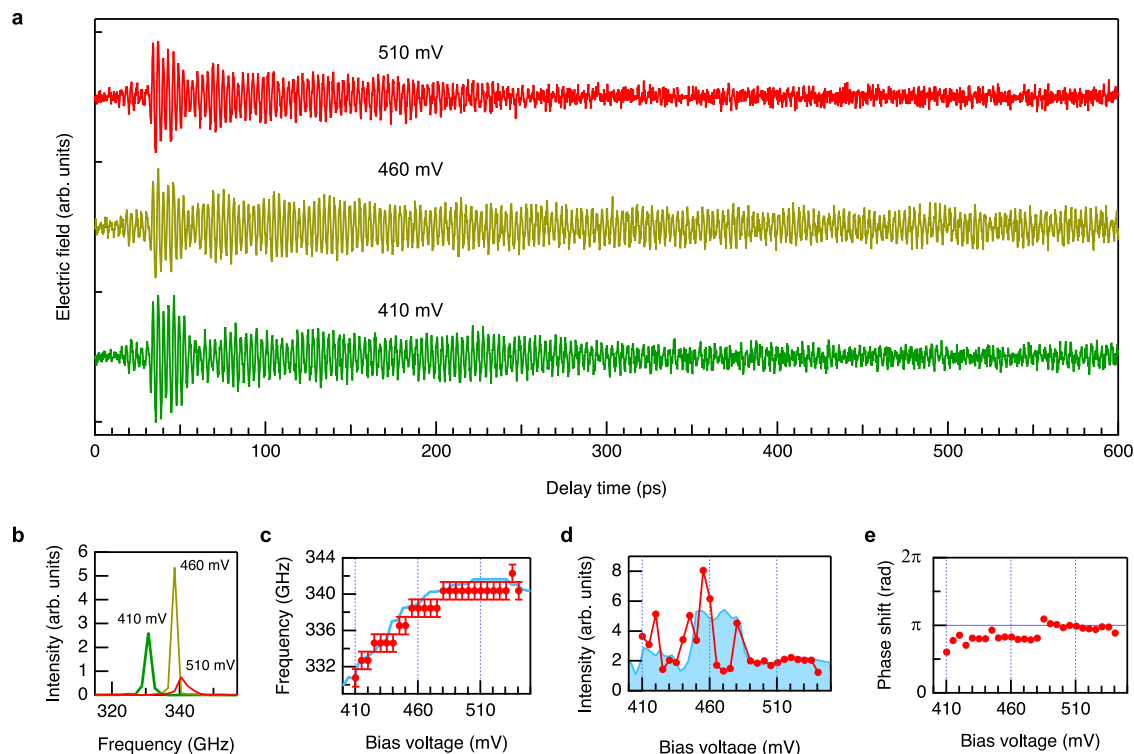 a
510 mV
460 mV
410 mV
Electric field (arb. units)
0 100 200 300 400 500 600
Delay time (ps)
b
Intensity (arb. units)
6
5
4
3
2
1
0
460 mV
410 mV
510 mV
320 340
Frequency (GHz)
c
Frequency (GHz)
344
340
336
332
410 460 510
Bias voltage (mV)
d
Intensity (arb. units)
8
6
4
2
0
410 460 510
Bias voltage (mV)
e
Phase shift (rad)
2π
π
0
410 460 510
Bias voltage (mV)